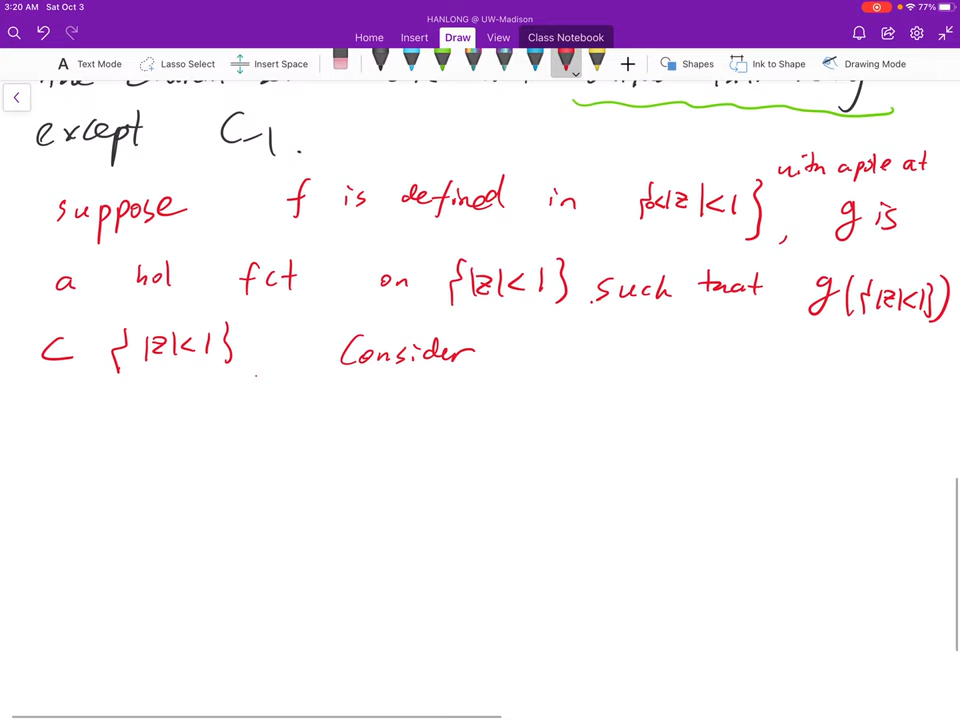 3:20 AM Sat Oct 3
77%
HANLONG @ UW-Madison
Home Insert Draw View Class Notebook
A Text Mode Lasso Select Insert Space Shapes Ink to Shape Drawing Mode
except C-1.
suppose f is defined in {0<|z|<1}, with a pole at g is
a hol fct on {|z|<1} such that g({|z|<1})
⊂ {|z|<1} Consider